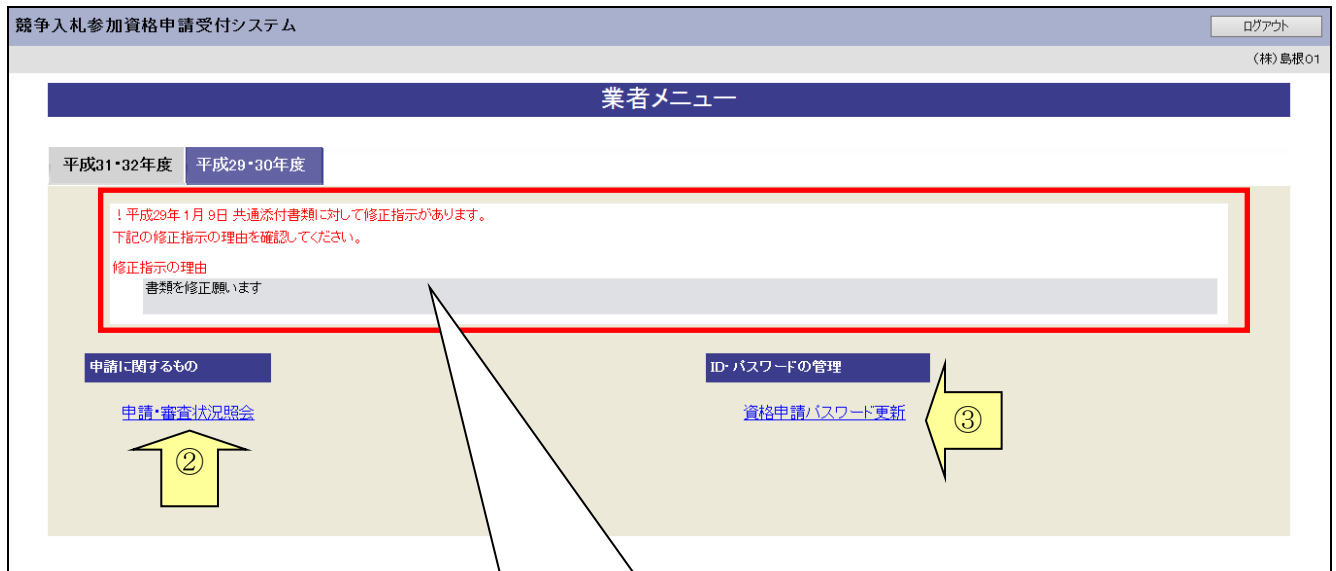 競争入札参加資格申請受付システム
ログアウト
(株)島根01
業者メニュー
平成31・32年度
平成29・30年度
！平成29年 1月 9日 共通添付書類に対して修正指示があります。
下記の修正指示の理由を確認してください。
修正指示の理由
書類を修正願います
申請に関するもの
ID・パスワードの管理
申請・審査状況照会
資格申請パスワード更新
②
③